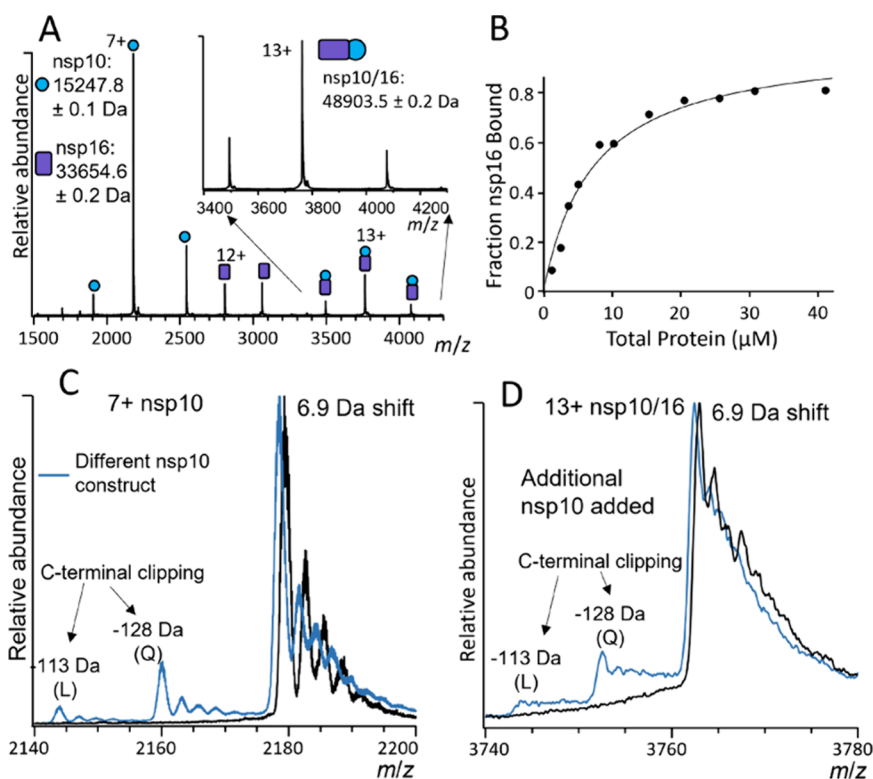 A
7+
nsp10:
15247.8
± 0.1 Da
nsp16:
33654.6
± 0.2 Da
Relative abundance
12+
13+
1500 2000 2500 3000 3500 4000 m/z
13+
nsp10/16:
48903.5 ± 0.2 Da
3400 3600 3800 4000 4200
m/z
B
Fraction nsp16 Bound
0.8
0.6
0.4
0.2
0
0 10 20 30 40
Total Protein (µM)
C
7+ nsp10
6.9 Da shift
Different nsp10
construct
C-terminal clipping
-128 Da
(Q)
-113 Da
(L)
Relative abundance
2140 2160 2180 2200
m/z
D
13+ nsp10/16
6.9 Da shift
Additional
nsp10 added
C-terminal clipping
-128 Da
(Q)
-113 Da
(L)
Relative abundance
3740 3760 3780
m/z